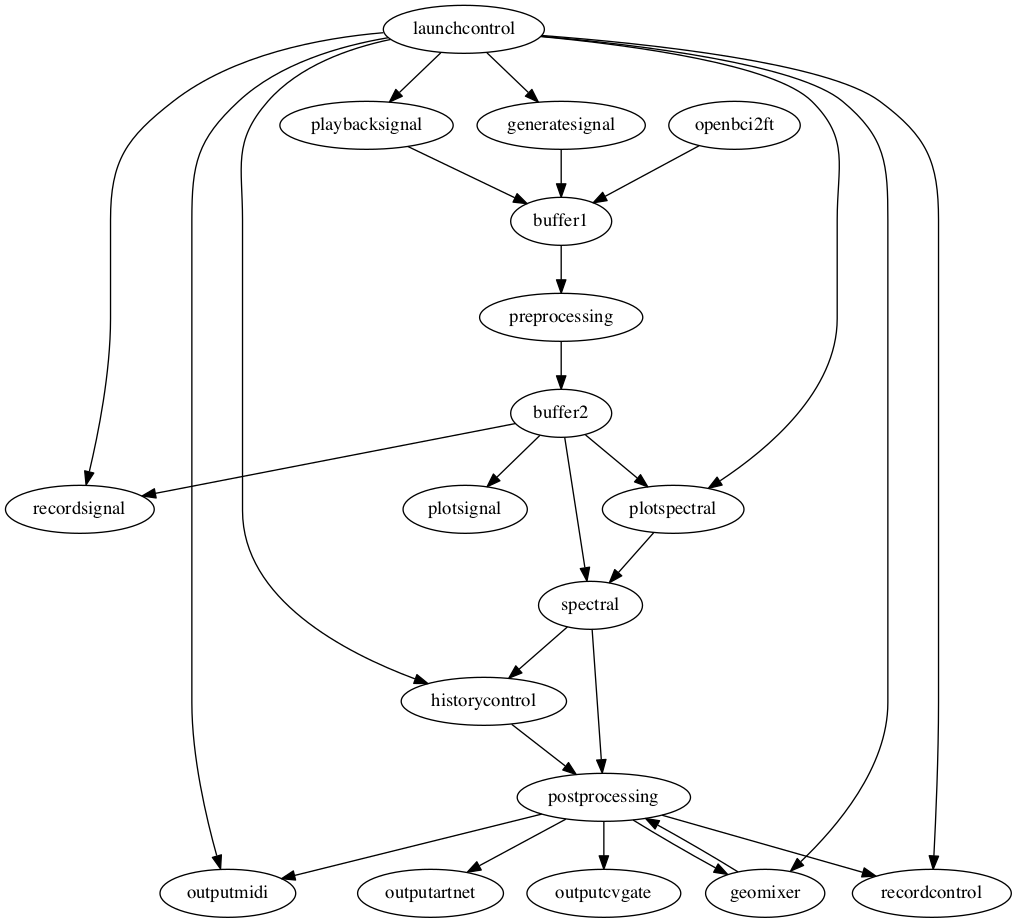 launchcontrol
playbacksignal
generatesignal
openbci2ft
buffer1
preprocessing
buffer2
recordsignal
plotsignal
plotspectral
spectral
historycontrol
postprocessing
outputmidi
outputartnet
outputcvgate
geomixer
recordcontrol